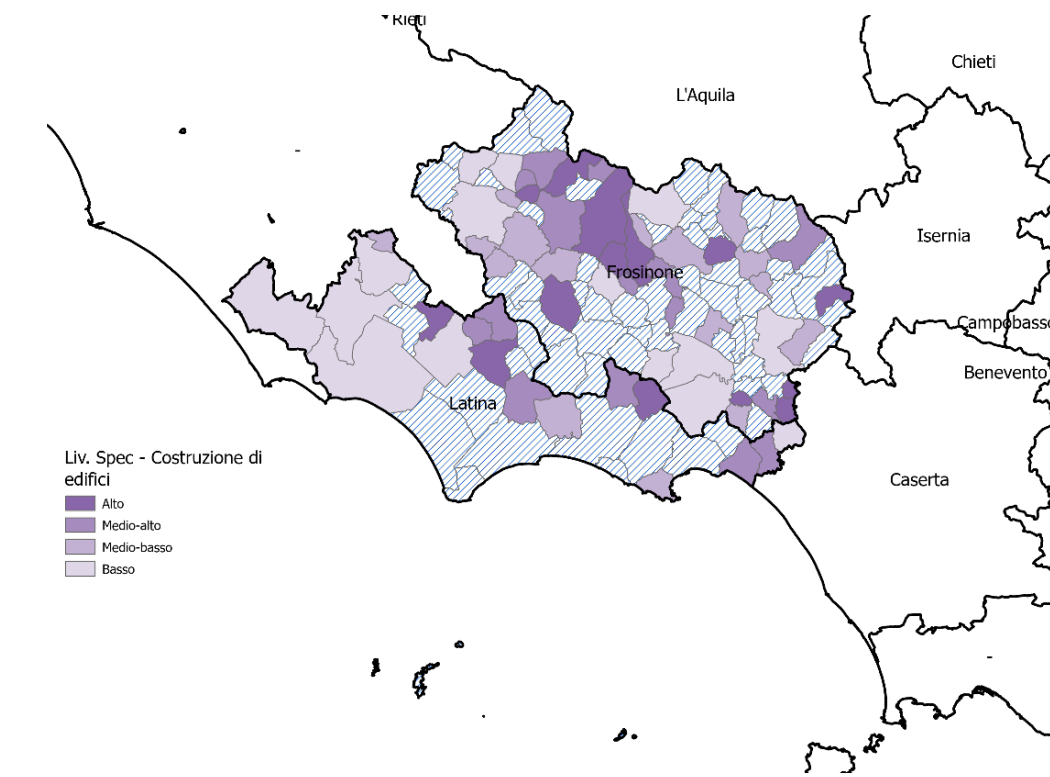 Rieti
Chieti
L'Aquila
Isernia
Frosinone
Campobasso
Benevento
Latina
Liv. Spec - Costruzione di
edifici
Caserta
Alto
Medio-alto
Medio-basso
Basso